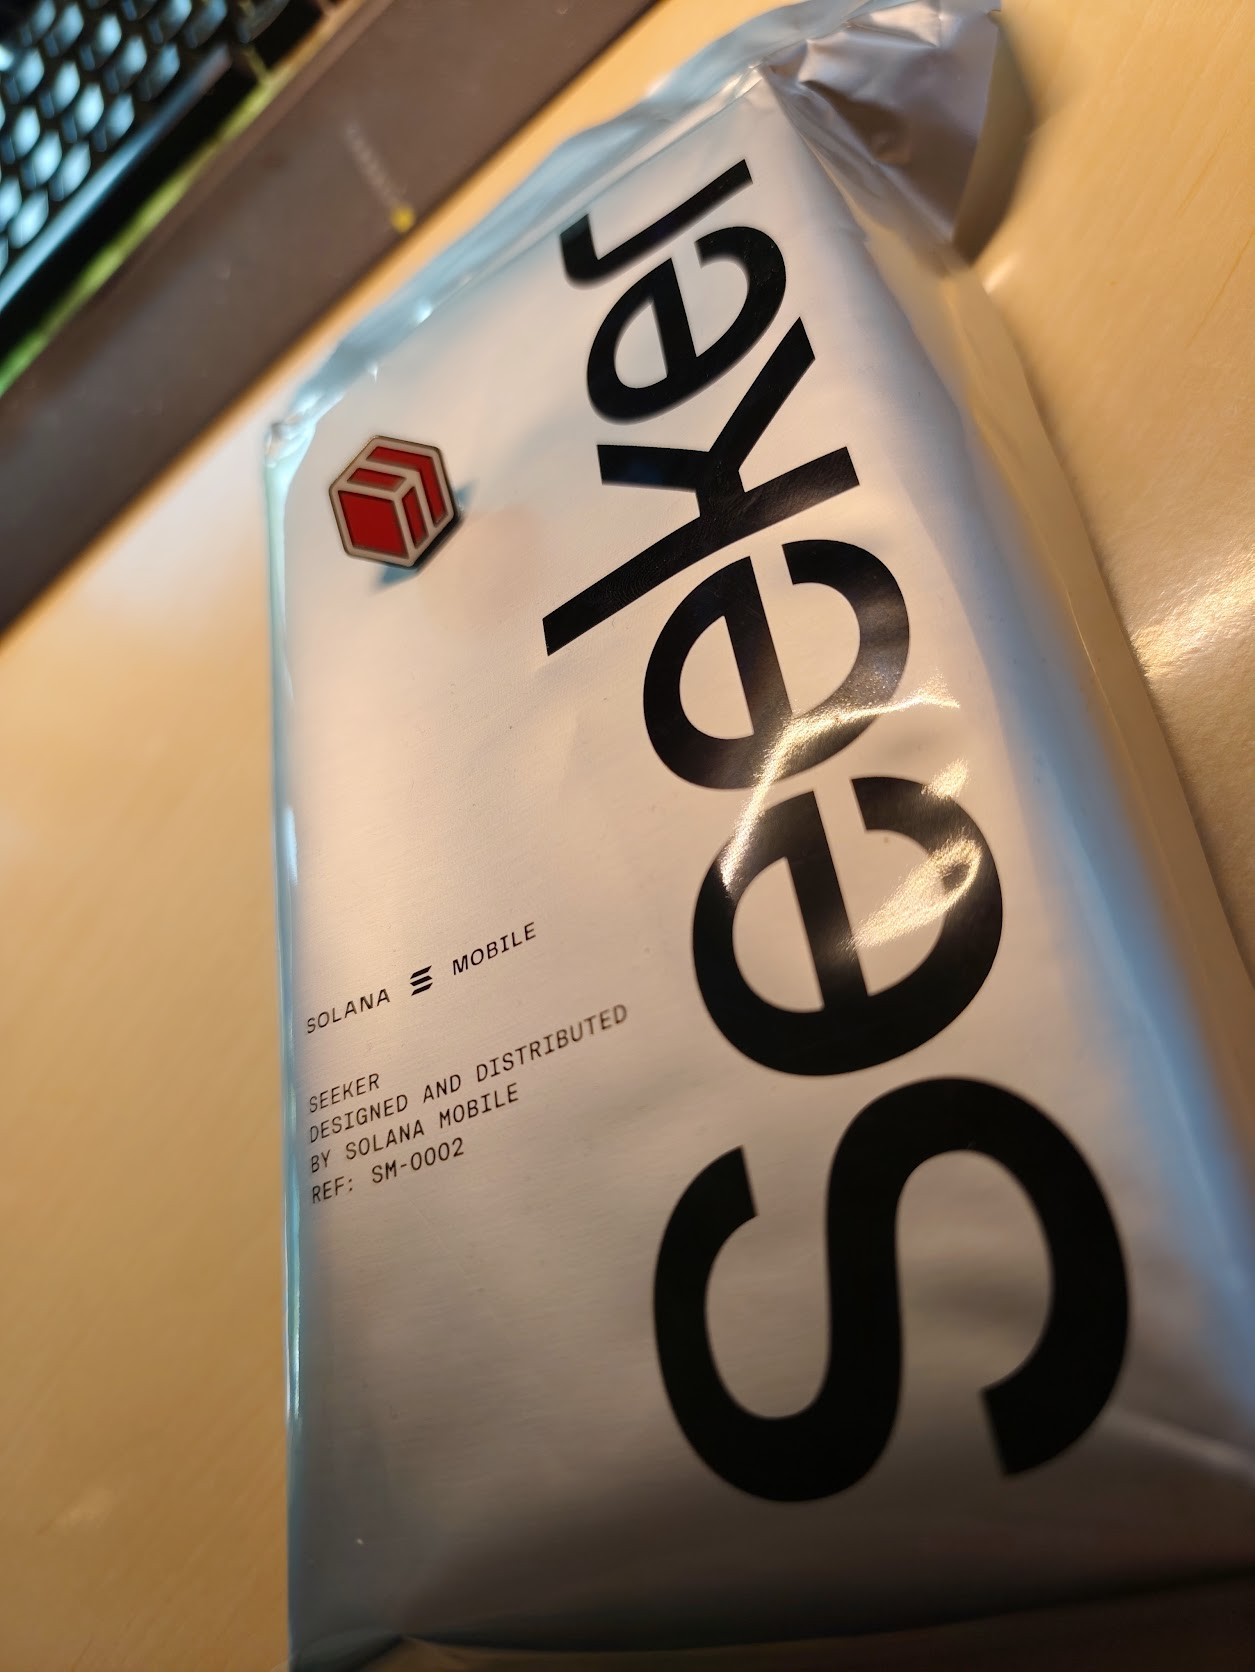 seeker
SOLANA MOBILE
SEEKER
DESIGNED AND DISTRIBUTED
BY SOLANA MOBILE
REF: SM-0002